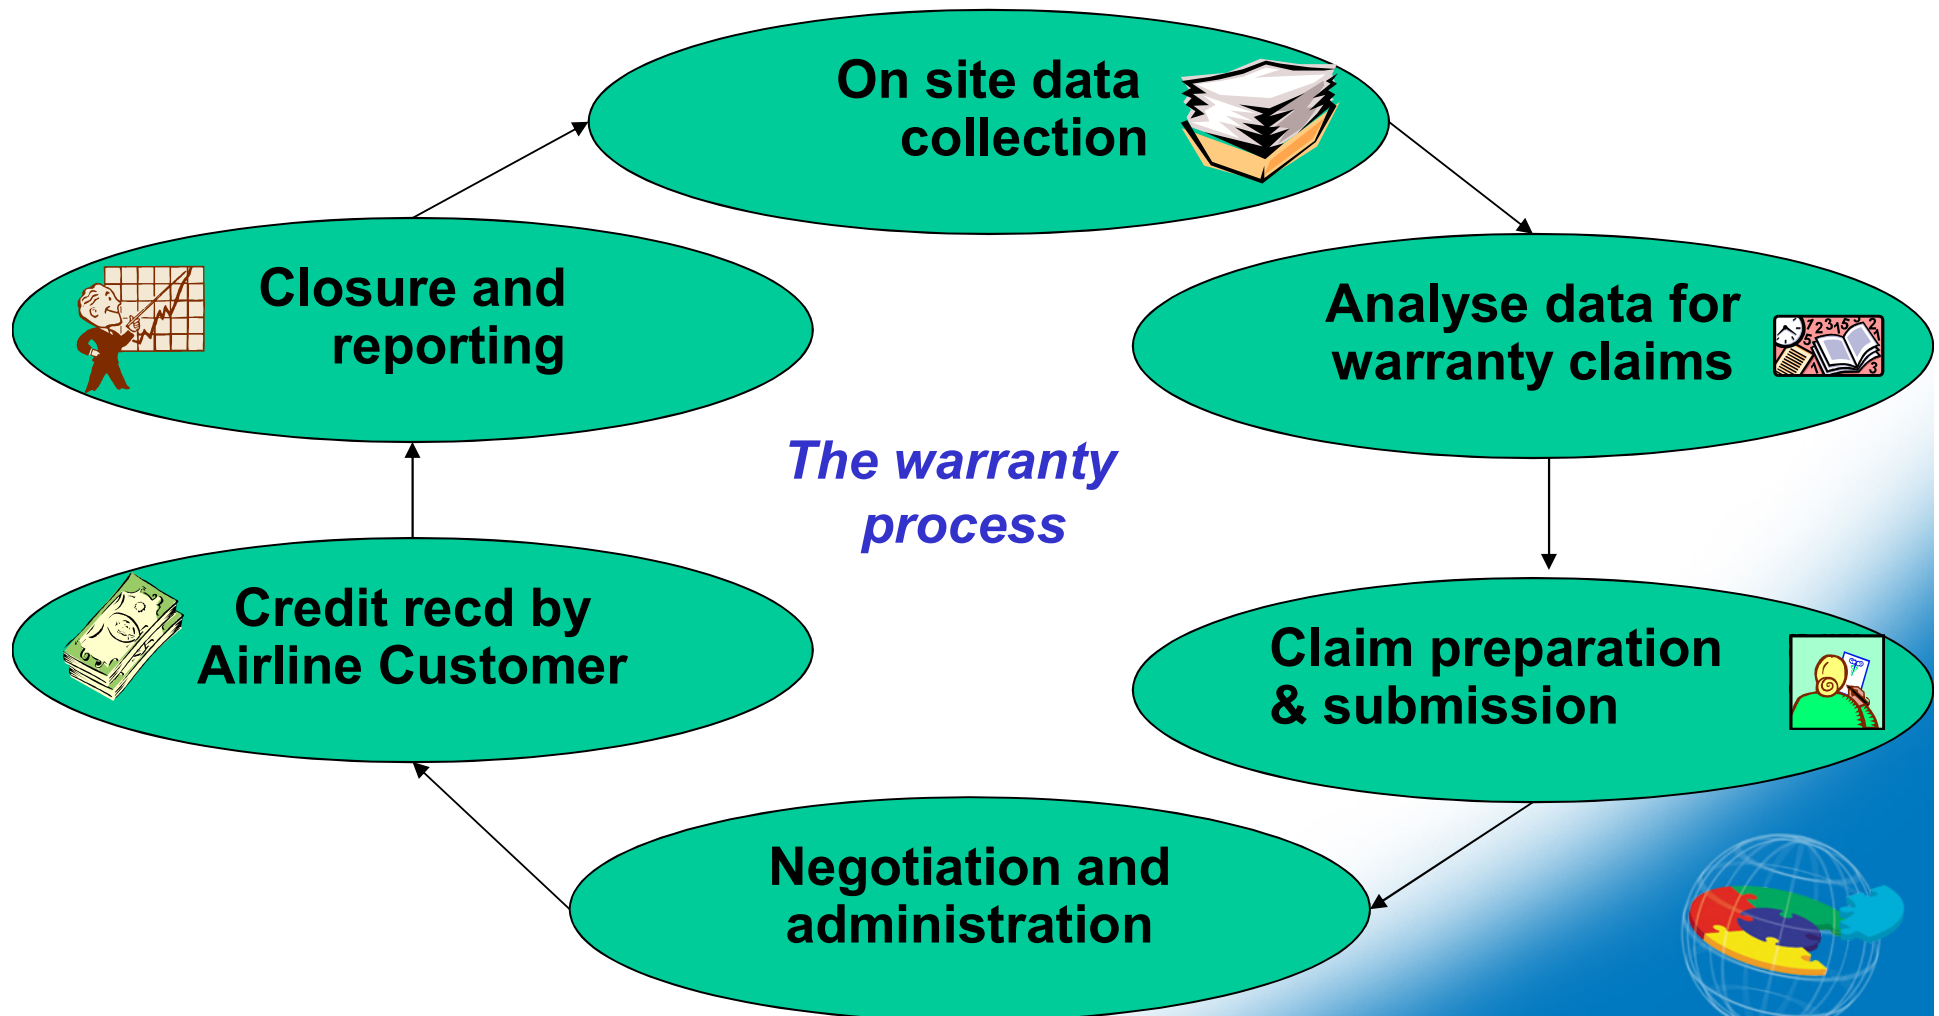 On site data
collection
Analyse data for
warranty claims
Claim preparation
& submission
Negotiation and
administration
Credit recd by
Airline Customer
Closure and
reporting
The warranty
process